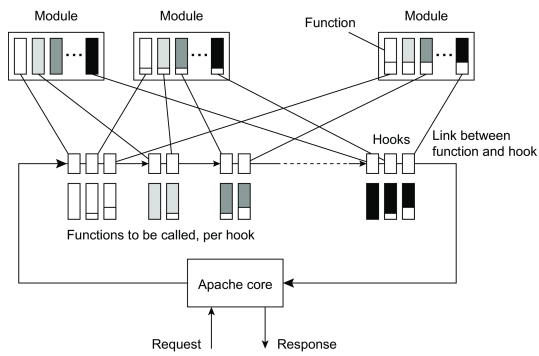 Module
Module
Function
Module
...
...
...
Hooks
Link between
function and hook
Functions to be called, per hook
Apache core
Request
Response